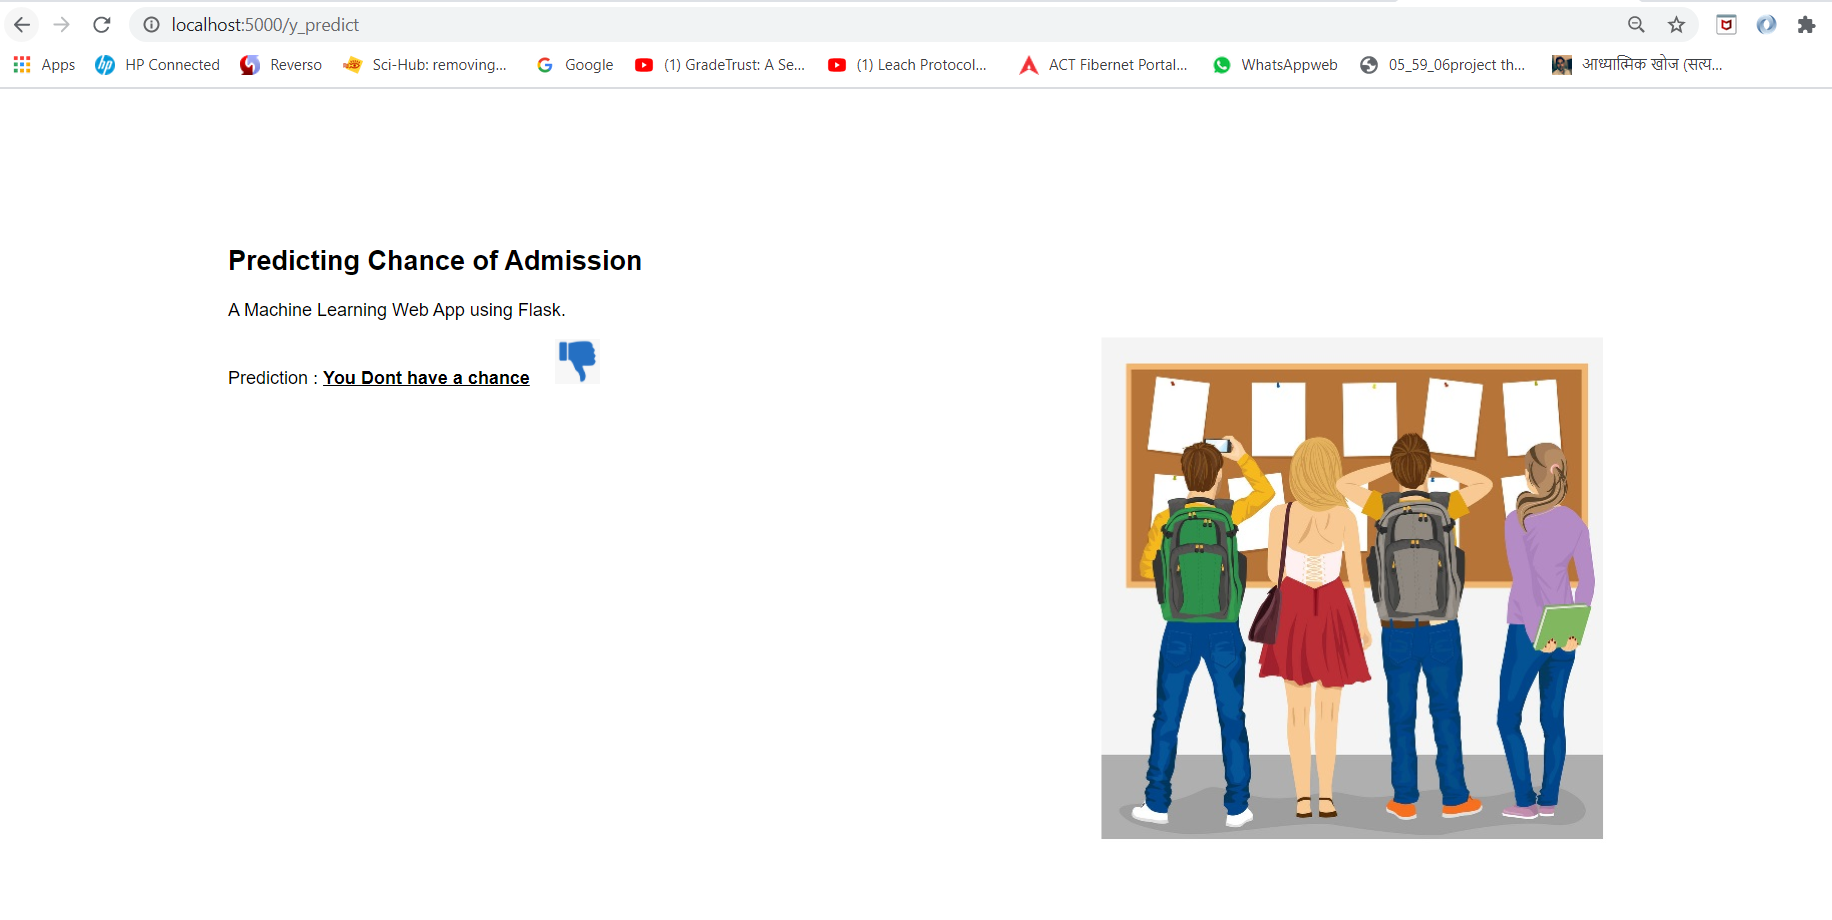 localhost:5000/y_predict
Apps HP Connected Reverso Sci-Hub: removing... Google (1) GradeTrust: A Se... (1) Leach Protocol... ACT Fibernet Portal... WhatsAppweb 05_59_06project th... आध्यात्मिक खोज (सत्य...
Predicting Chance of Admission
A Machine Learning Web App using Flask.
Prediction : You Dont have a chance